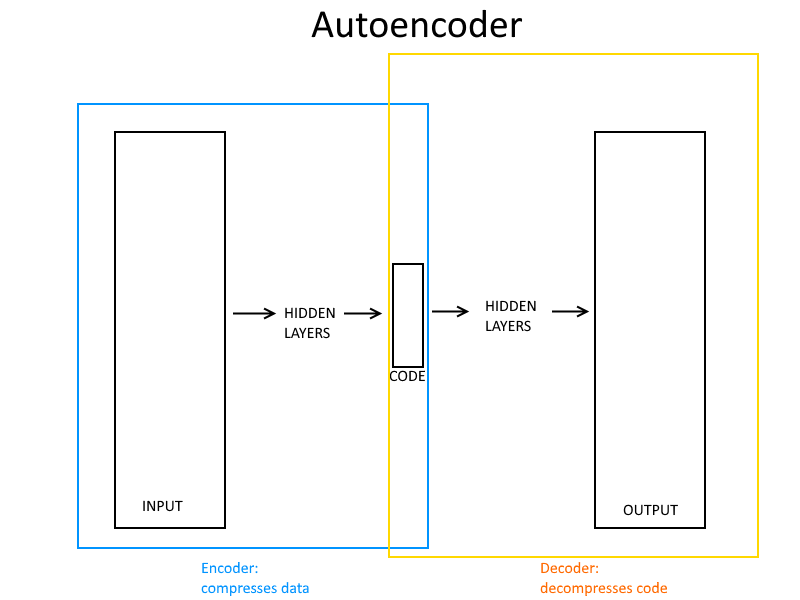 Autoencoder
HIDDEN
LAYERS
HIDDEN
LAYERS
CODE
INPUT
OUTPUT
Encoder:
compresses data
Decoder:
decompresses code